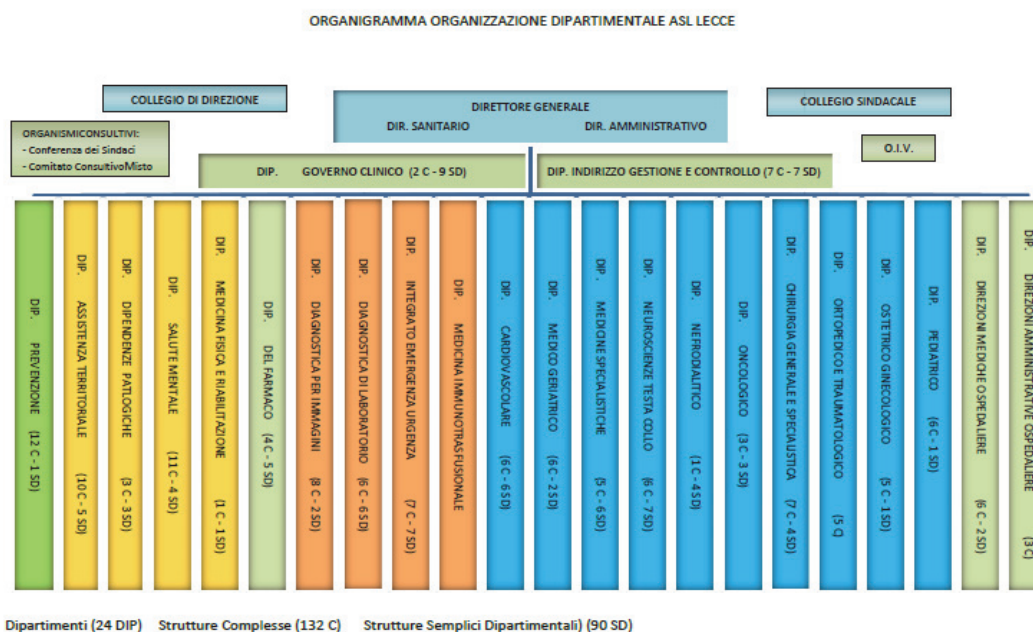 ORGANIGRAMMA ORGANIZZAZIONE DIPARTIMENTALE ASL LECCE
COLLEGIO DI DIREZIONE
DIRETTORE GENERALE
DIR. SANITARIO DIR. AMMINISTRATIVO
COLLEGIO SINDACALE
ORGANISMICONSULTIVI:
- Conferenza dei Sindaci
- Comitato ConsultivoMisto
O.I.V.
DIP. GOVERNO CLINICO (2 C - 9 SD)
DIP. INDIRIZZO GESTIONE E CONTROLLO (7 C - 7 SD)
DIP. PREVENZIONE (12 C - 1 SD)
DIP. ASSISTENZA TERRITORIALE (10 C - 5 SD)
DIP. DIPENDENZE PATLOGICHE (3 C - 3 SD)
DIP. SALUTE MENTALE (11 C - 4 SD)
DIP. MEDICINA FISICA E RIABILITAZIONE (1 C - 1 SD)
DIP. DEL FARMACO (4 C - 5 SD)
DIP. DIAGNOSTICA PER IMMAGINI (8 C - 2 SD)
DIP. DIAGNOSTICA DI LABORATORIO (6 C - 6 SD)
DIP. INTEGRATO EMERGENZA URGENZA (7 C - 7 SD)
DIP. MEDICINA IMMUNOTRASFUSIONALE
DIP. CARDIOVASCOLARE (6 C - 6 SD)
DIP. MEDICO GERIATRICO (6 C - 2 SD)
DIP. MEDICINE SPECIALISTICHE (5 C - 6 SD)
DIP. NEUROSCIENZE TESTA COLLO (6 C - 7 SD)
DIP. NEFRODIALITICO (1 C - 4 SD)
DIP. ONCOLOGICO (3 C - 3 SD)
DIP. CHIRURGIA GENERALE E SPECIALISTICA (7 C - 4 SD)
DIP. ORTOPEDICO E TRAUMATOLOGICO (5 C)
DIP. OSTETRICO GINECOLOGICO (5 C - 1 SD)
DIP. PEDIATRICO (6 C - 1 SD)
DIP. DIREZIONI MEDICHE OSPEDALIERE (6 C - 2 SD)
DIP. DIREZIONI AMMINISTRATIVE OSPEDALIERE (3 C)
Dipartimenti (24 DIP) Strutture Complesse (132 C) Strutture Semplici Dipartimentali) (90 SD)